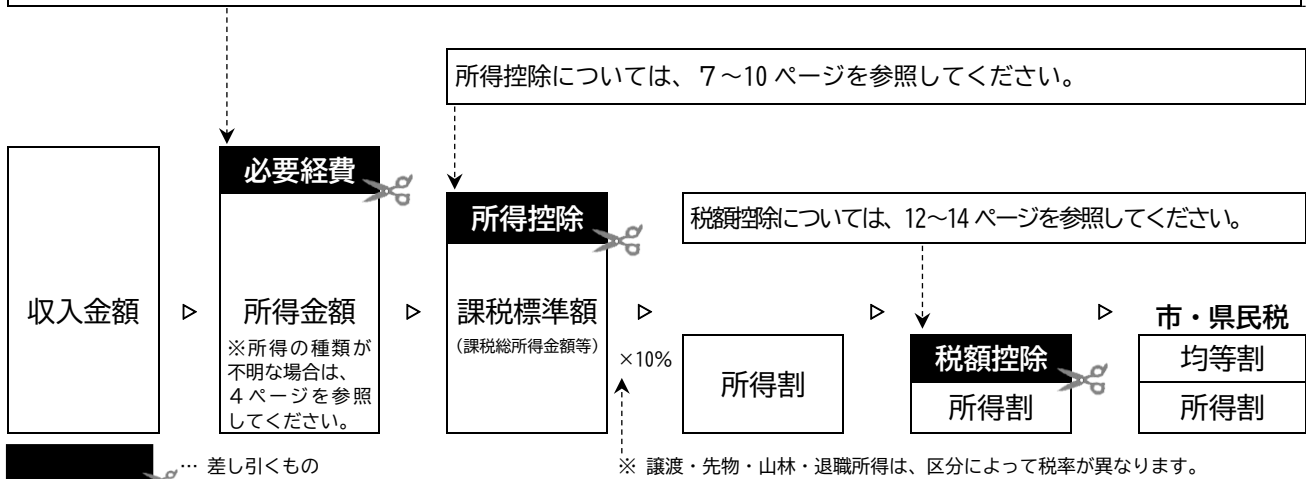 所得控除については、７～10 ページを参照してください。
必要経費
所得控除
税額控除については、12～14 ページを参照してください。
収入金額
▷
所得金額
※所得の種類が
不明な場合は、
４ページを参照
してください。
▷
課税標準額
（課税総所得金額等）
▷
×10%
所得割
▷
税額控除
所得割
▷
市・県民税
均等割
所得割
… 差し引くもの
※ 譲渡・先物・山林・退職所得は、区分によって税率が異なります。